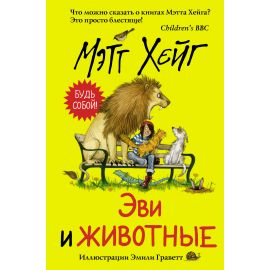 Что можно сказать о книгах Мэтта Хейга?
Это просто блестяще!
Children's BBC
Мэтт Хейг
БУДЬ
СОБОЙ!
Эви
и ЖИВОТНЫЕ
Иллюстрации Эмили Граветт